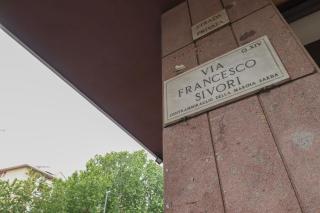 STRADA
PRIVATA
Q. XIV
VIA
FRANCESCO
SIVORI
CONTRAMMIRAGLIO DELLA MARINA SARDA